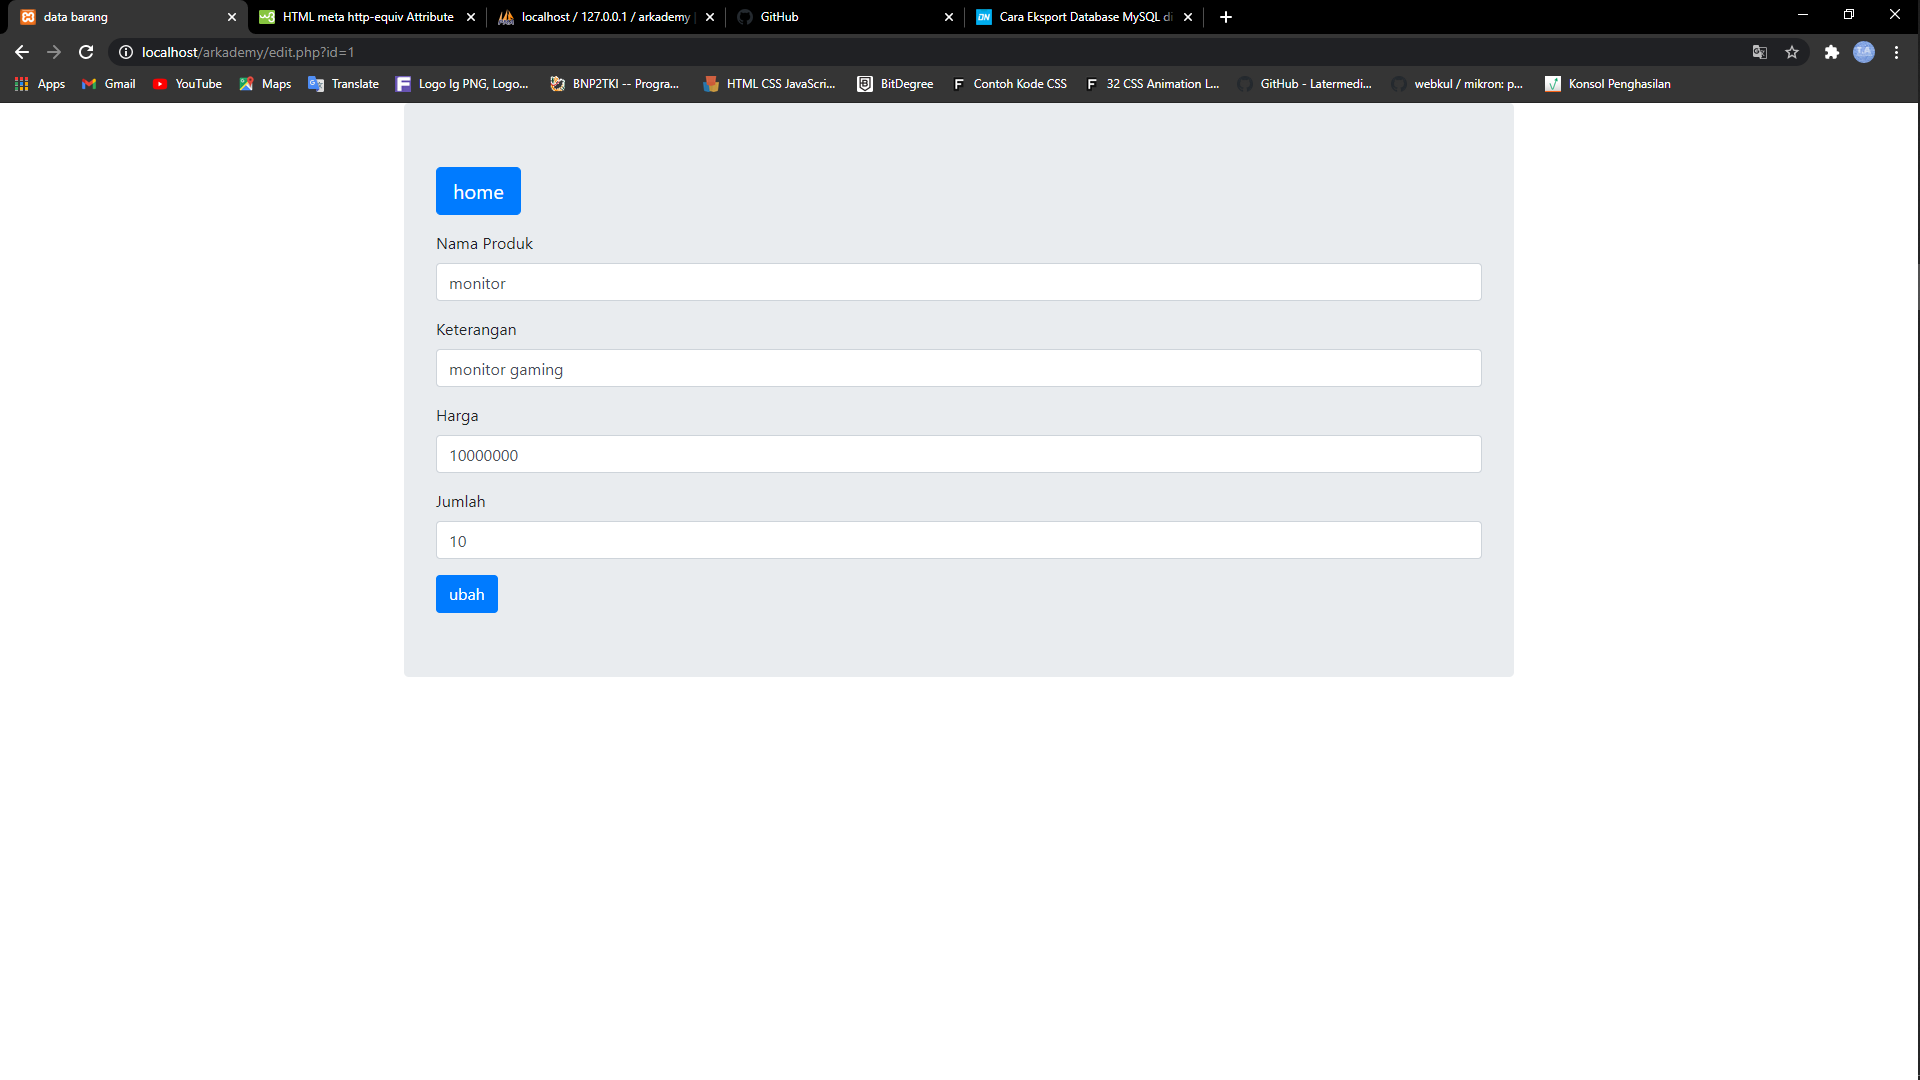 data barang
HTML meta http-equiv Attribute
localhost / 127.0.0.1 / arkademy
GitHub
Cara Eksport Database MySQL di
localhost/arkademy/edit.php?id=1
Apps
Gmail
YouTube
Maps
Translate
Logo Ig PNG, Logo...
BNP2TKI -- Progra...
HTML CSS JavaScri...
BitDegree
Contoh Kode CSS
32 CSS Animation L...
GitHub - Latermedi...
webkul / mikron: p...
Konsol Penghasilan
home
Nama Produk
monitor
Keterangan
monitor gaming
Harga
10000000
Jumlah
10
ubah